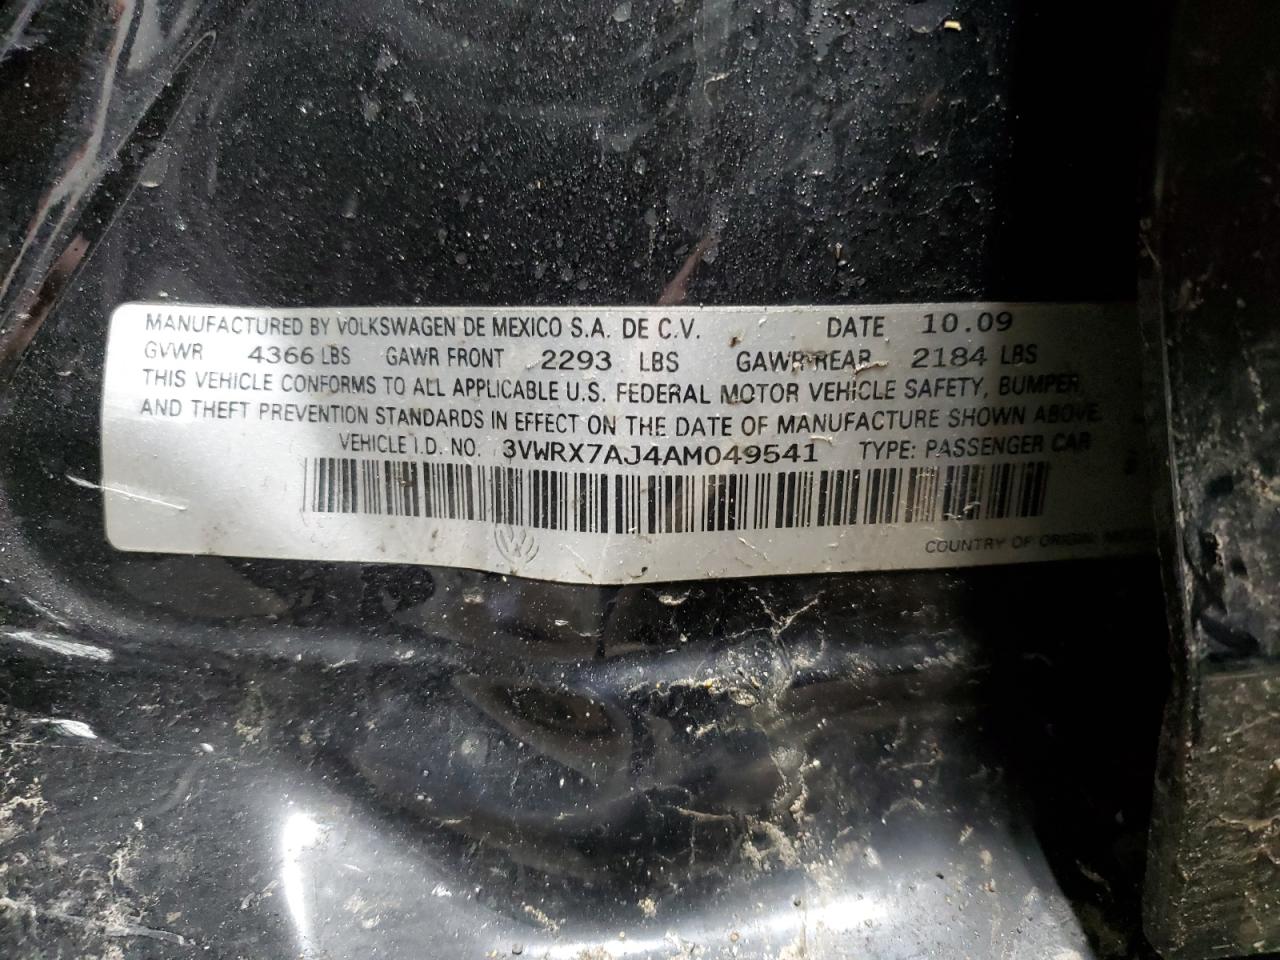 MANUFACTURED BY VOLKSWAGEN DE MEXICO S.A. DE C.V. DATE 10.09
GVWR 4366 LBS GAWR FRONT 2293 LBS GAWR REAR 2184 LBS
THIS VEHICLE CONFORMS TO ALL APPLICABLE U.S. FEDERAL MOTOR VEHICLE SAFETY, BUMPER,
AND THEFT PREVENTION STANDARDS IN EFFECT ON THE DATE OF MANUFACTURE SHOWN ABOVE.
VEHICLE I.D. NO. 3VWRX7AJ4AM049541 TYPE: PASSENGER CAR
COUNTRY OF ORIGIN: